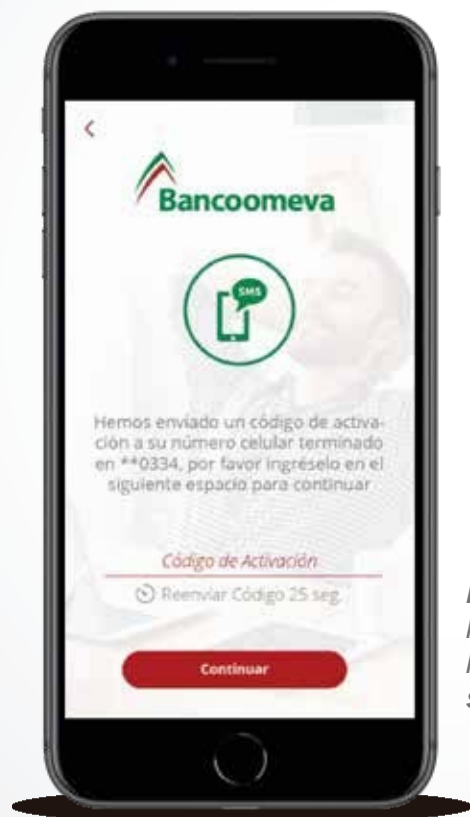 Bancoomeva
SMS
Hemos enviado un código de activa-
ción a su número celular terminado
en **0334, por favor ingréselo en el
siguiente espacio para continuar
Código de Activación
Reenviar Código 25 seg.
Continuar